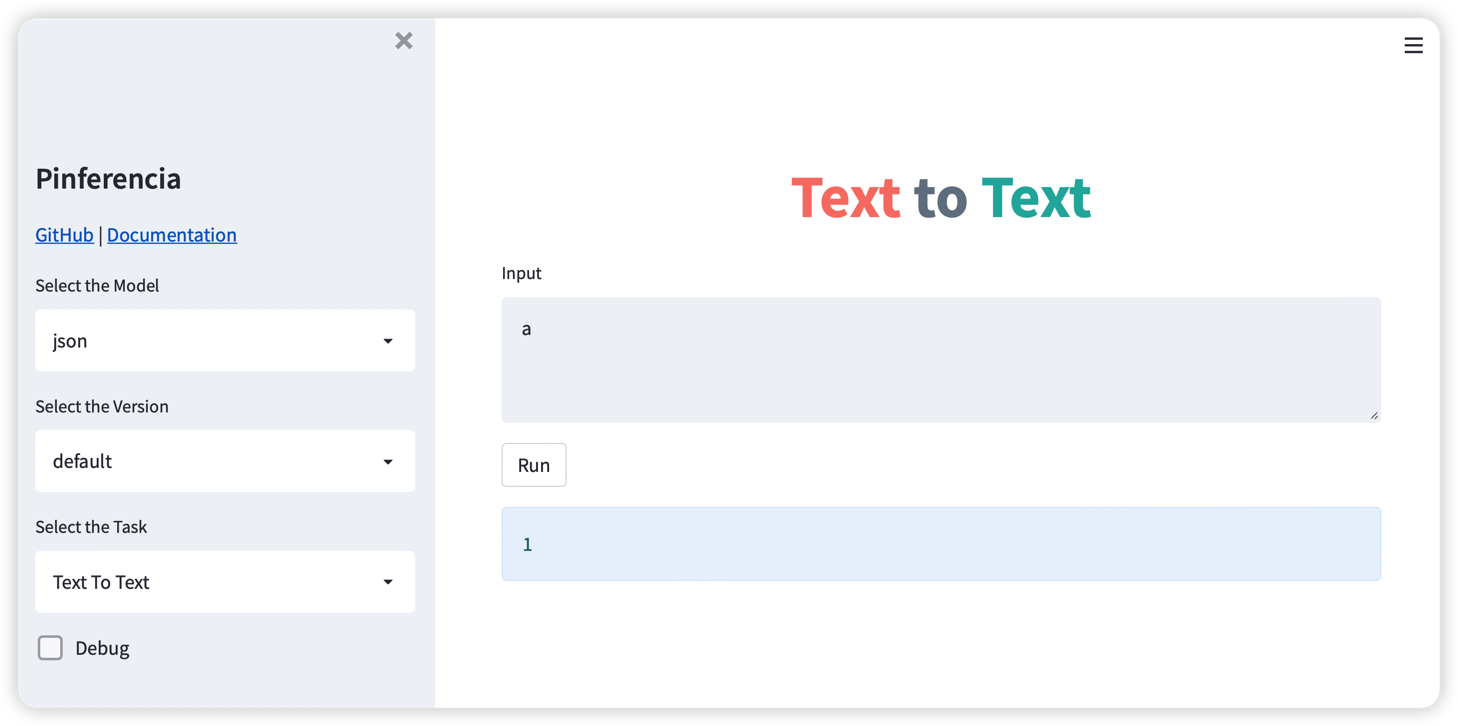 Pinferencia
GitHub | Documentation
Select the Model
json
Select the Version
default
Select the Task
Text To Text
Debug
Text to Text
Input
a
Run
1